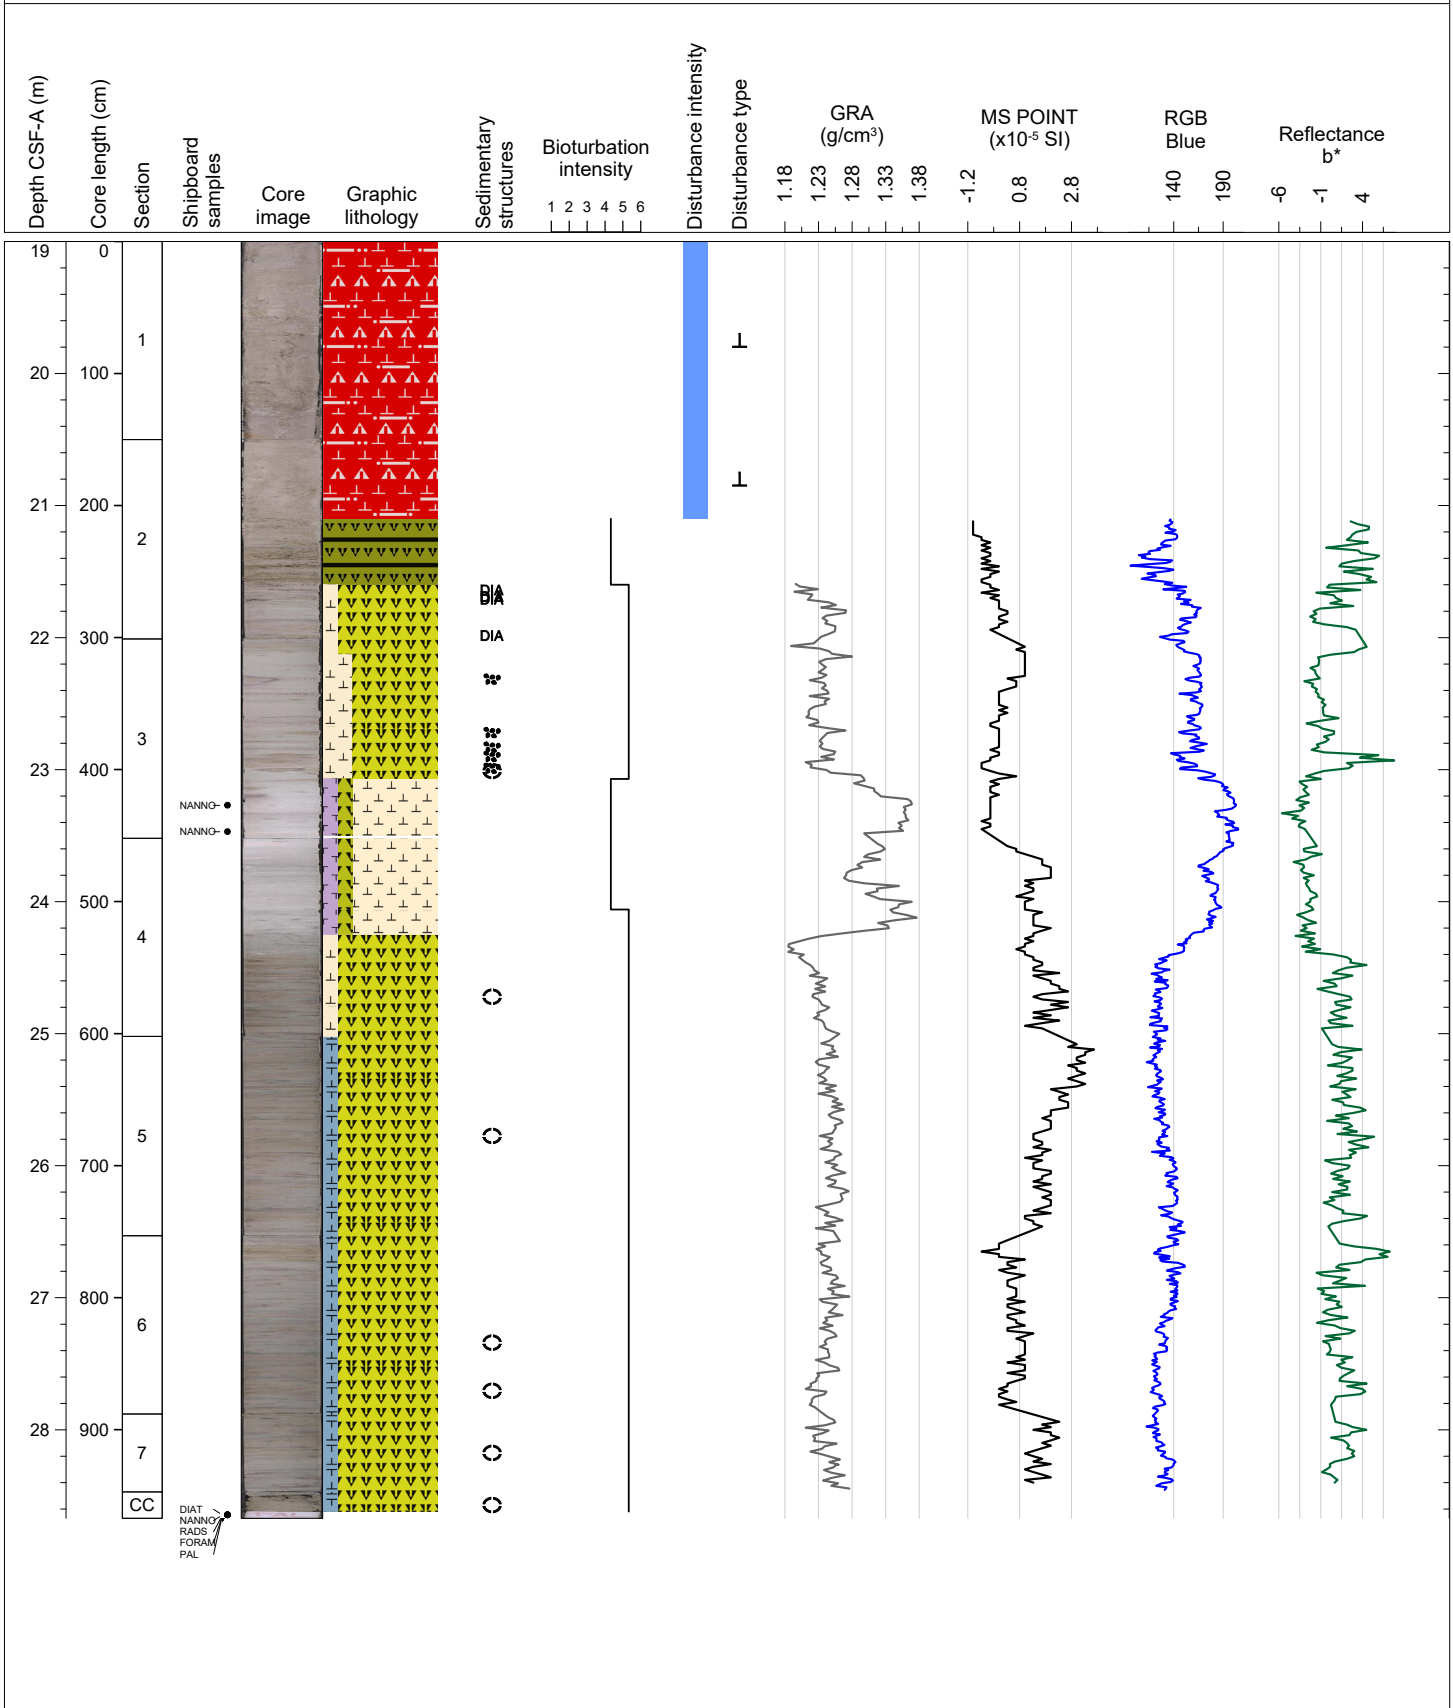 Depth CSF-A (m)
Core length (cm)
Section
Shipboard
samples
Core
image
Graphic
lithology
Sedimentary
structures
Bioturbation
intensity
1 2 3 4 5 6
Disturbance intensity
Disturbance type
GRA
(g/cm³)
1.18 1.23 1.28 1.33 1.38
MS POINT
(x10⁻⁵ SI)
-1.2 0.8 2.8
RGB
Blue
140 190
Reflectance
b*
-6 -1 4
19 0
1
20 100
21 200
2
DIA
DIA
DIA
22 300
3
23 400
NANNO
NANNO
24 500
4
25 600
5
26 700
27 800
6
28 900
7
CC
DIAT
NANNO
RADS
FORAM
PAL